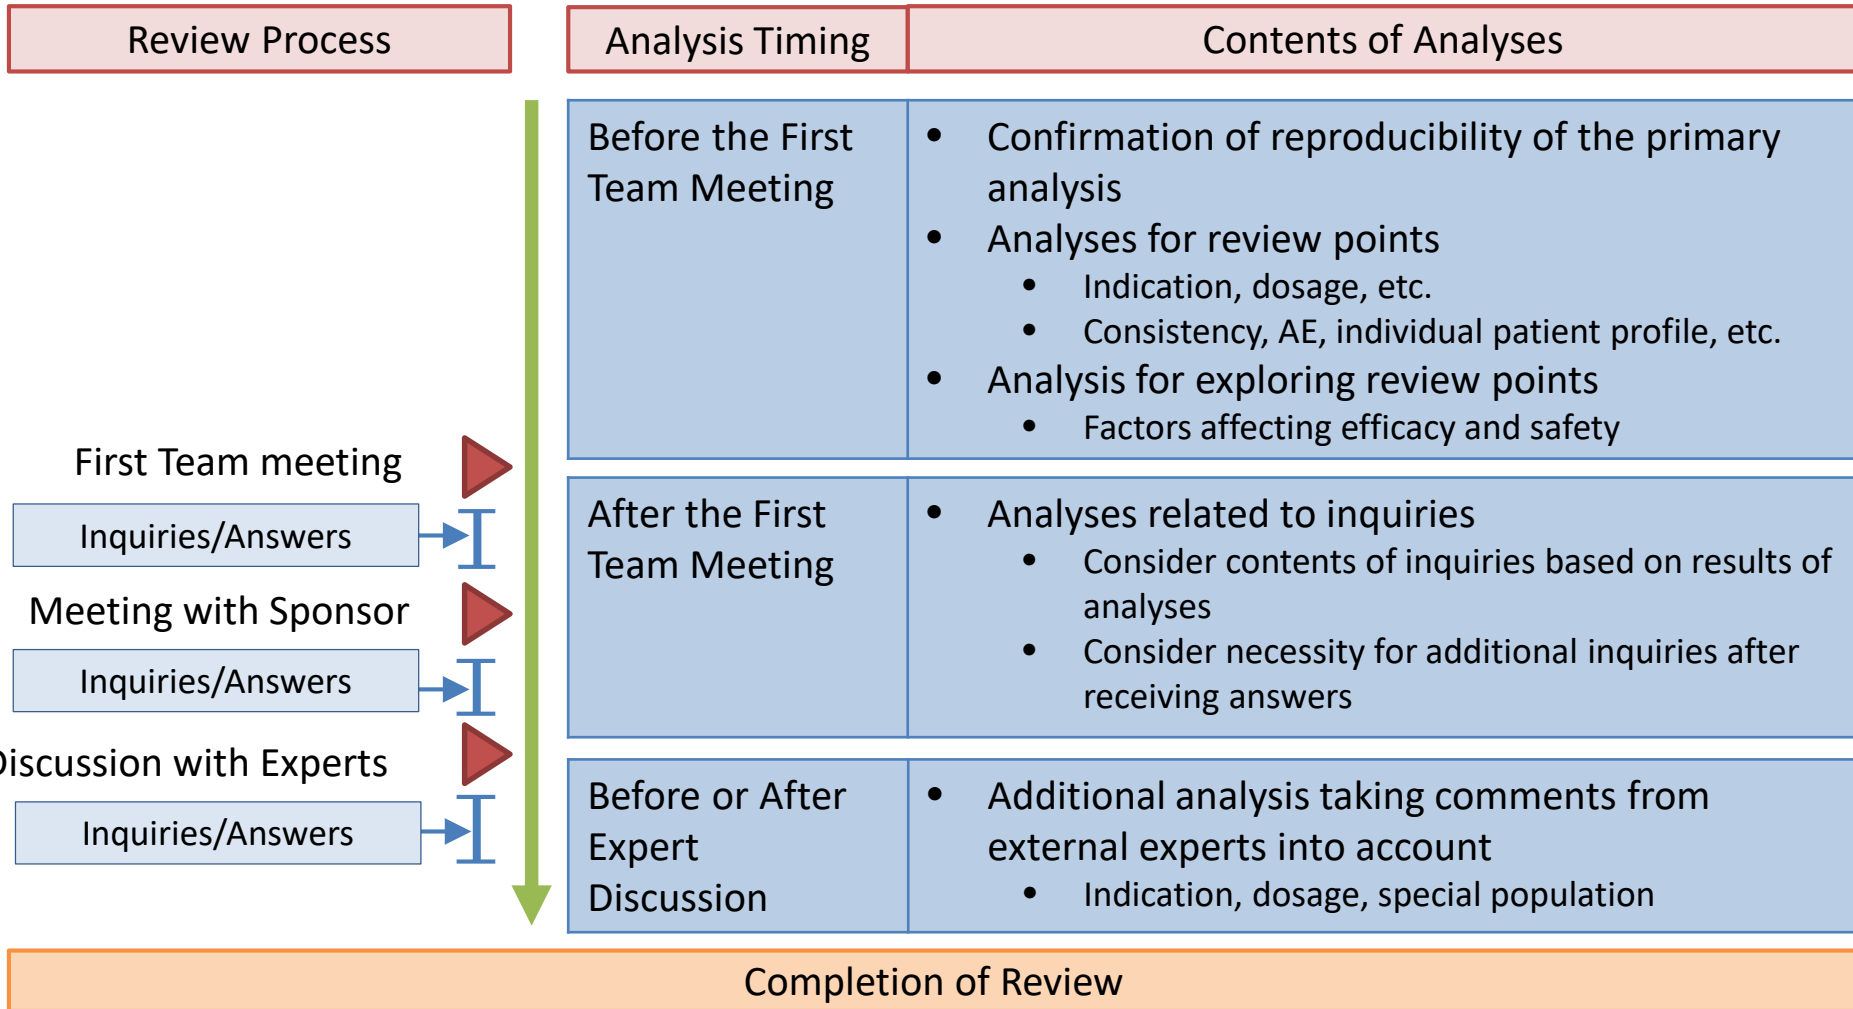 Review Process
Analysis Timing
Contents of Analyses
Before the First
Team Meeting
• Confirmation of reproducibility of the primary
analysis
• Analyses for review points
• Indication, dosage, etc.
• Consistency, AE, individual patient profile, etc.
• Analysis for exploring review points
• Factors affecting efficacy and safety
First Team meeting
Inquiries/Answers
After the First
Team Meeting
• Analyses related to inquiries
• Consider contents of inquiries based on results of
analyses
• Consider necessity for additional inquiries after
receiving answers
Meeting with Sponsor
Inquiries/Answers
Discussion with Experts
Inquiries/Answers
Before or After
Expert
Discussion
• Additional analysis taking comments from
external experts into account
• Indication, dosage, special population
Completion of Review